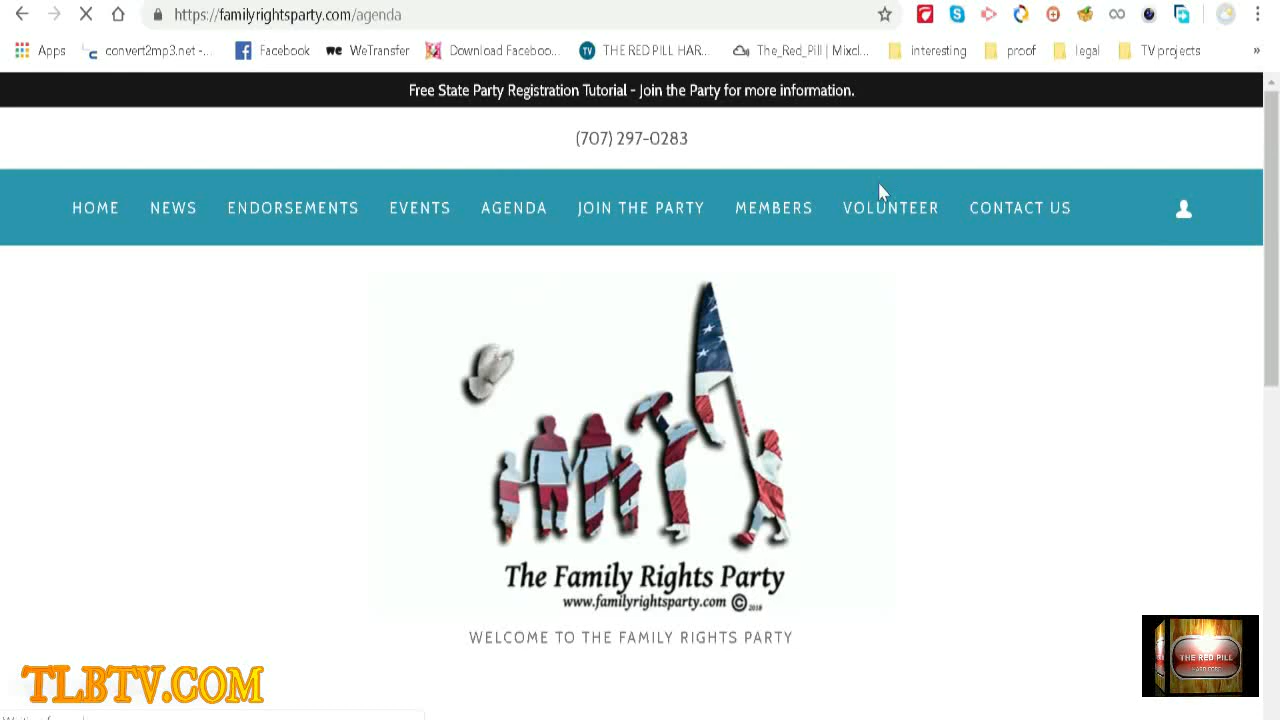 https://familyrightsparty.com/agenda
Apps convert2mp3.net -... Facebook WeTransfer Download Faceboo... THE RED PILL HAR... The_Red_Pill | Mixcl... interesting proof legal TV projects »
Free State Party Registration Tutorial - Join the Party for more information.
(707) 297-0283
HOME NEWS ENDORSEMENTS EVENTS AGENDA JOIN THE PARTY MEMBERS VOLUNTEER CONTACT US
The Family Rights Party
www.familyrightsparty.com © 2018
WELCOME TO THE FAMILY RIGHTS PARTY
THE RED PILL
HARD CORE
TLBTV.COM